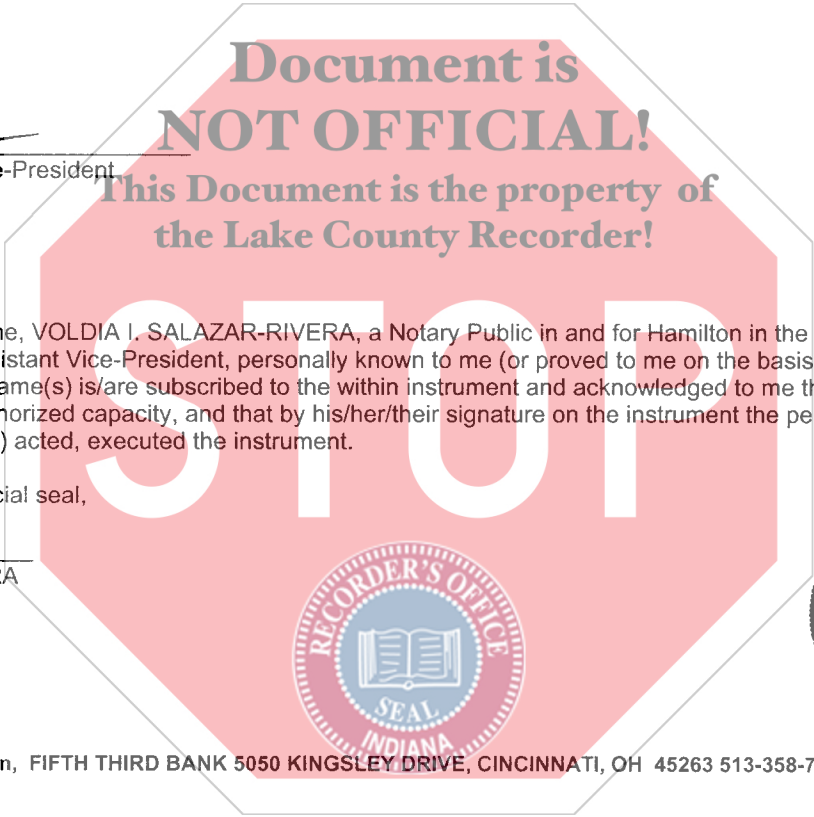 Document is
NOT OFFICIAL!
e-President
This Document is the property of
the Lake County Recorder!
ne, VOLDIA I. SALAZAR-RIVERA, a Notary Public in and for Hamilton in the
istant Vice-President, personally known to me (or proved to me on the basis
ame(s) is/are subscribed to the within instrument and acknowledged to me th
horized capacity, and that by his/her/their signature on the instrument the pe
) acted, executed the instrument.
STOP
cial seal,
RA
RECORDER'S OFFICE
SEAL
INDIANA
n, FIFTH THIRD BANK 5050 KINGSLEY DRIVE, CINCINNATI, OH 45263 513-358-7